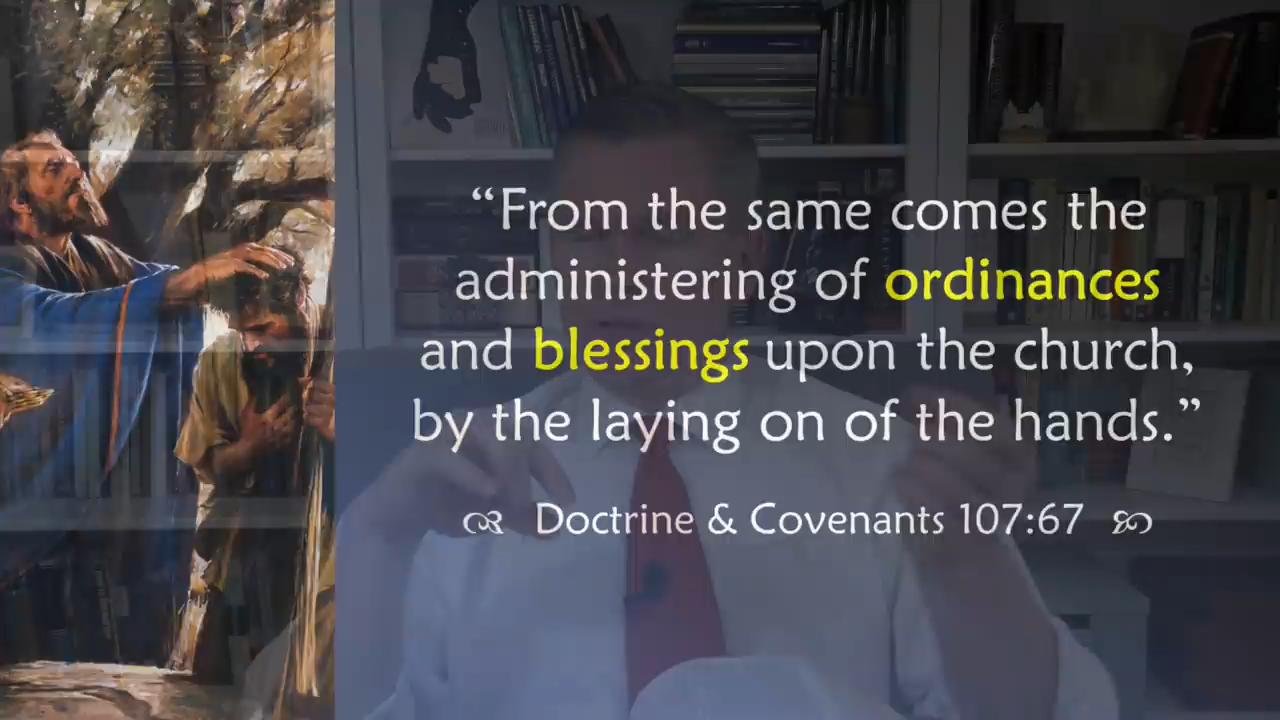 “From the same comes the
administering of ordinances
and blessings upon the church,
by the laying on of the hands.”
Doctrine & Covenants 107:67